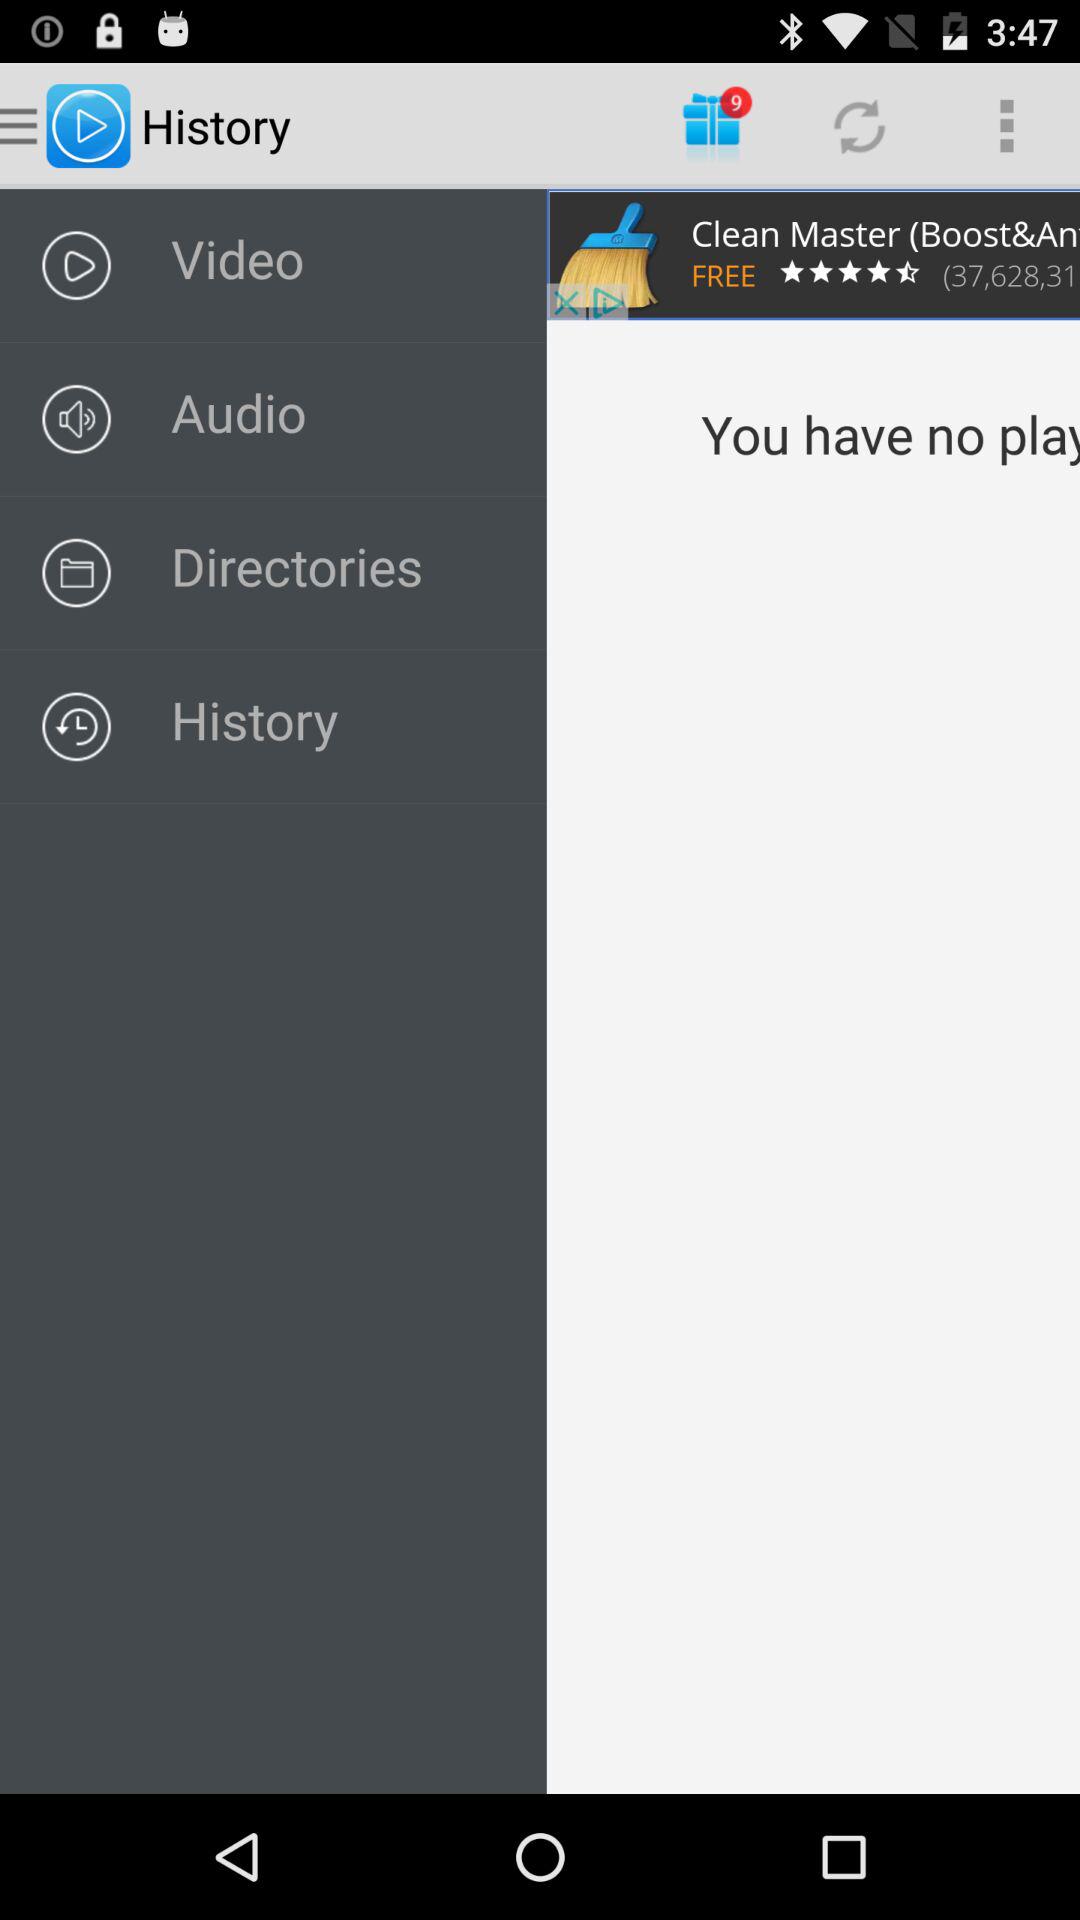 3:47
History
9
Video
Audio
Directories
History
Clean Master (Boost&An
FREE
(37,628,31
You have no play